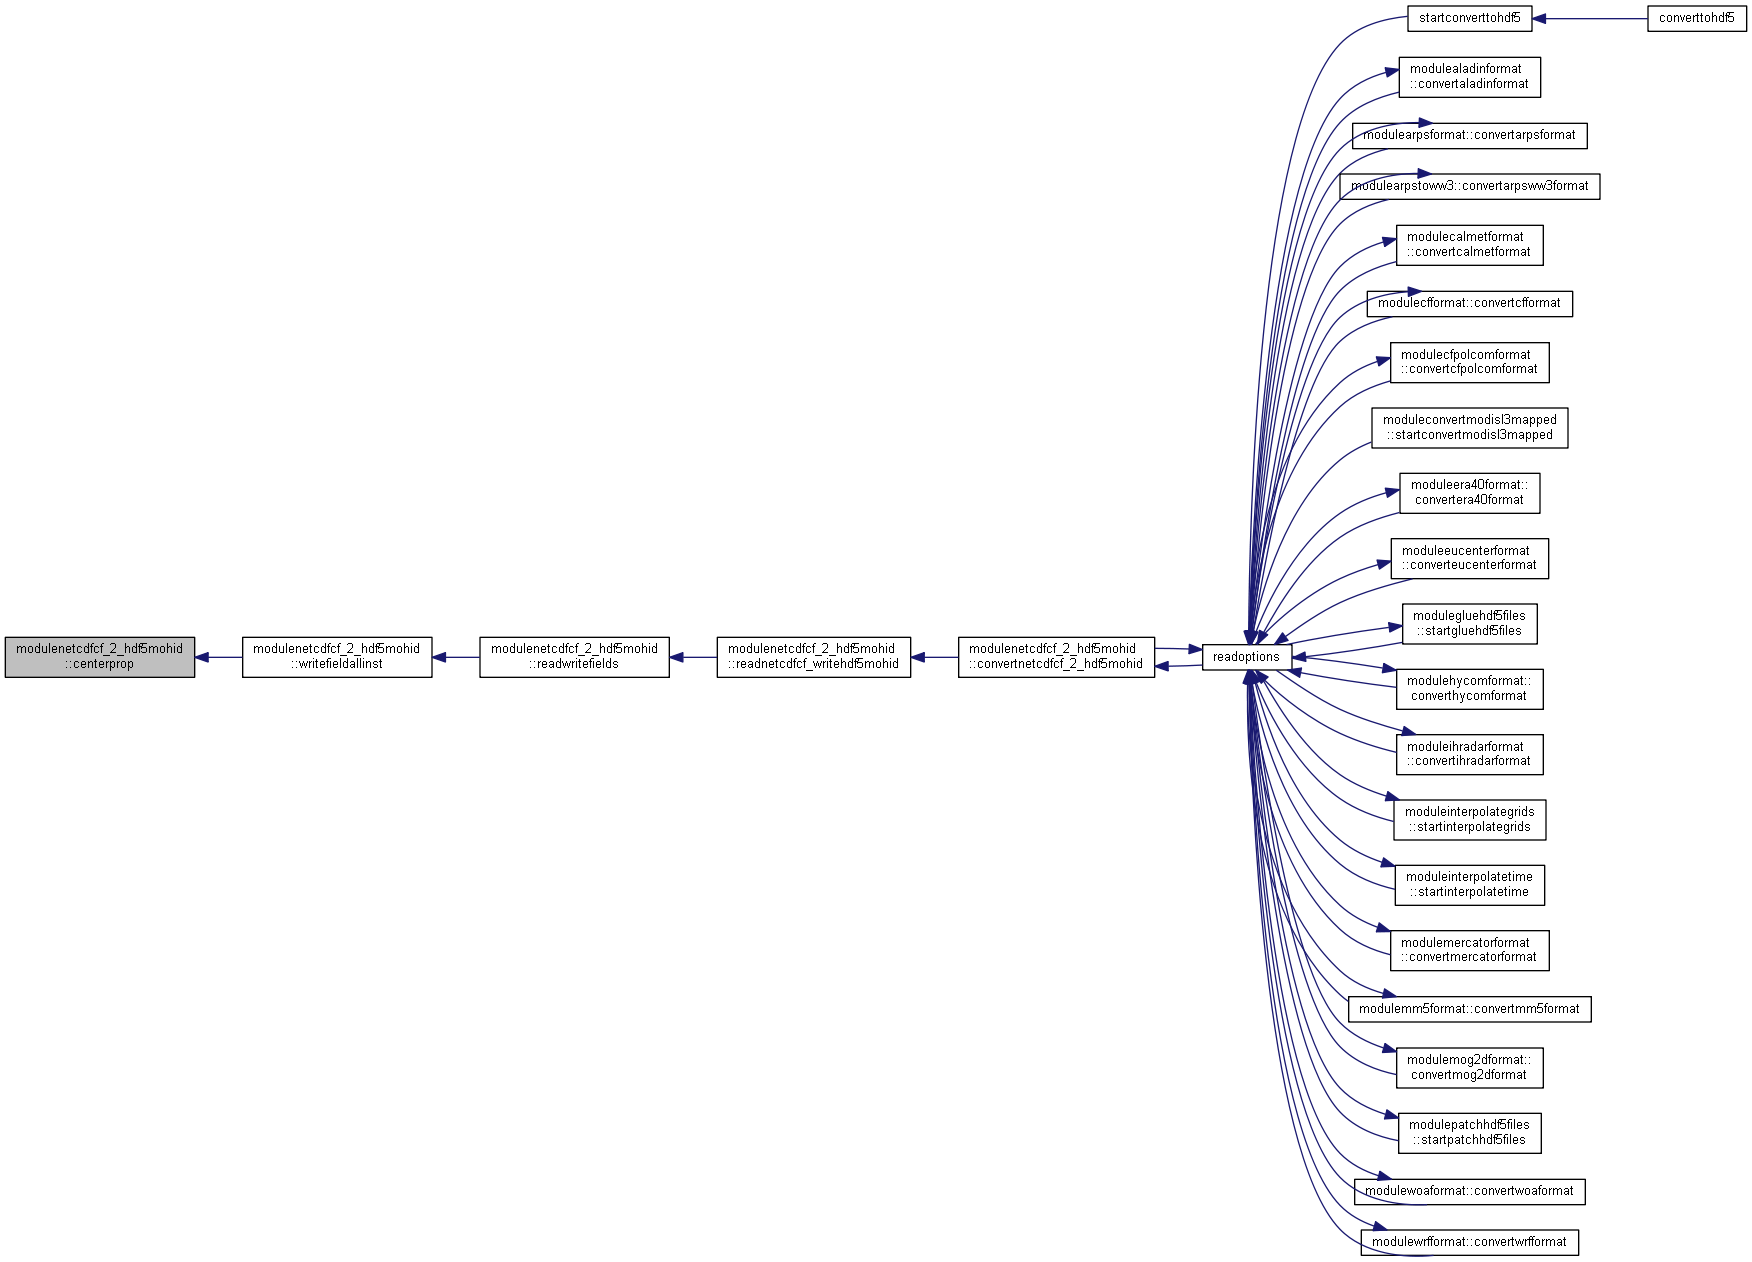 modulenetcdfcf_2_hdf5mohid
::centerprop
modulenetcdfcf_2_hdf5mohid
::writefieldallinst
modulenetcdfcf_2_hdf5mohid
::readwritefields
modulenetcdfcf_2_hdf5mohid
::readnetcdfcf_writehdf5mohid
modulenetcdfcf_2_hdf5mohid
::convertnetcdfcf_2_hdf5mohid
readoptions
startconverttohdf5
converttohdf5
modulealadinformat
::convertaladinformat
modulearpsformat::convertarpsformat
modulearpstoww3::convertarpsww3format
modulecalmetformat
::convertcalmetformat
modulecfformat::convertcfformat
modulecfpolcomformat
::convertcfpolcomformat
moduleconvertmodisl3mapped
::startconvertmodisl3mapped
moduleera40format::
convertera40format
moduleeucenterformat
::converteucenterformat
modulegluehdf5files
::startgluehdf5files
modulehycomformat::
converthycomformat
moduleihradarformat
::convertihradarformat
moduleinterpolategrids
::startinterpolategrids
moduleinterpolatetime
::startinterpolatetime
modulemercatorformat
::convertmercatorformat
modulemm5format::convertmm5format
modulemog2dformat::
convertmog2dformat
modulepatchhdf5files
::startpatchhdf5files
modulewoaformat::convertwoaformat
modulewrfformat::convertwrfformat